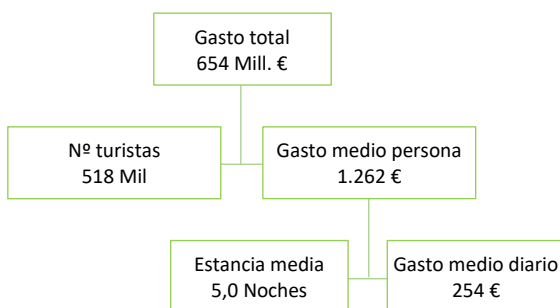 Gasto total
654 Mill. €
Nº turistas
518 Mil
Gasto medio persona
1.262 €
Estancia media
5,0 Noches
Gasto medio diario
254 €